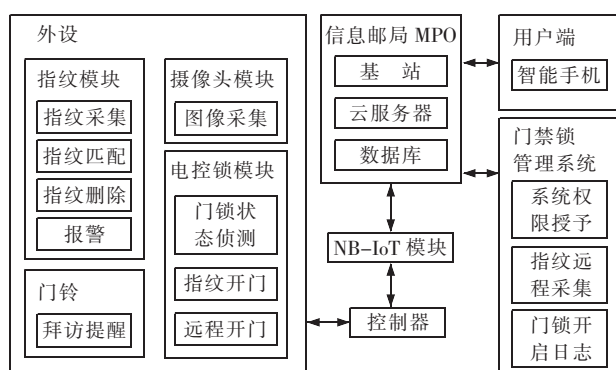 外设
指纹模块
指纹采集
指纹匹配
指纹删除
报警
门铃
拜访提醒
摄像头模块
图像采集
电控锁模块
门锁状
态侦测
指纹开门
远程开门
信息邮局 MPO
基 站
云服务器
数据库
NB-IoT 模块
控制器
用户端
智能手机
门禁锁
管理系统
系统权
限授予
指纹远
程采集
门锁开
启日志